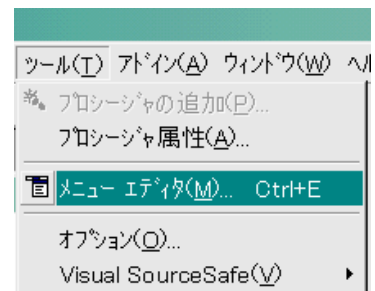 ツール(T) アドイン(A) ウィンドウ(W) ヘル
プロシージャの追加(P)...
プロシージャ属性(A)...
メニュー エディタ(M)... Ctrl+E
オプション(O)...
Visual SourceSafe(V)